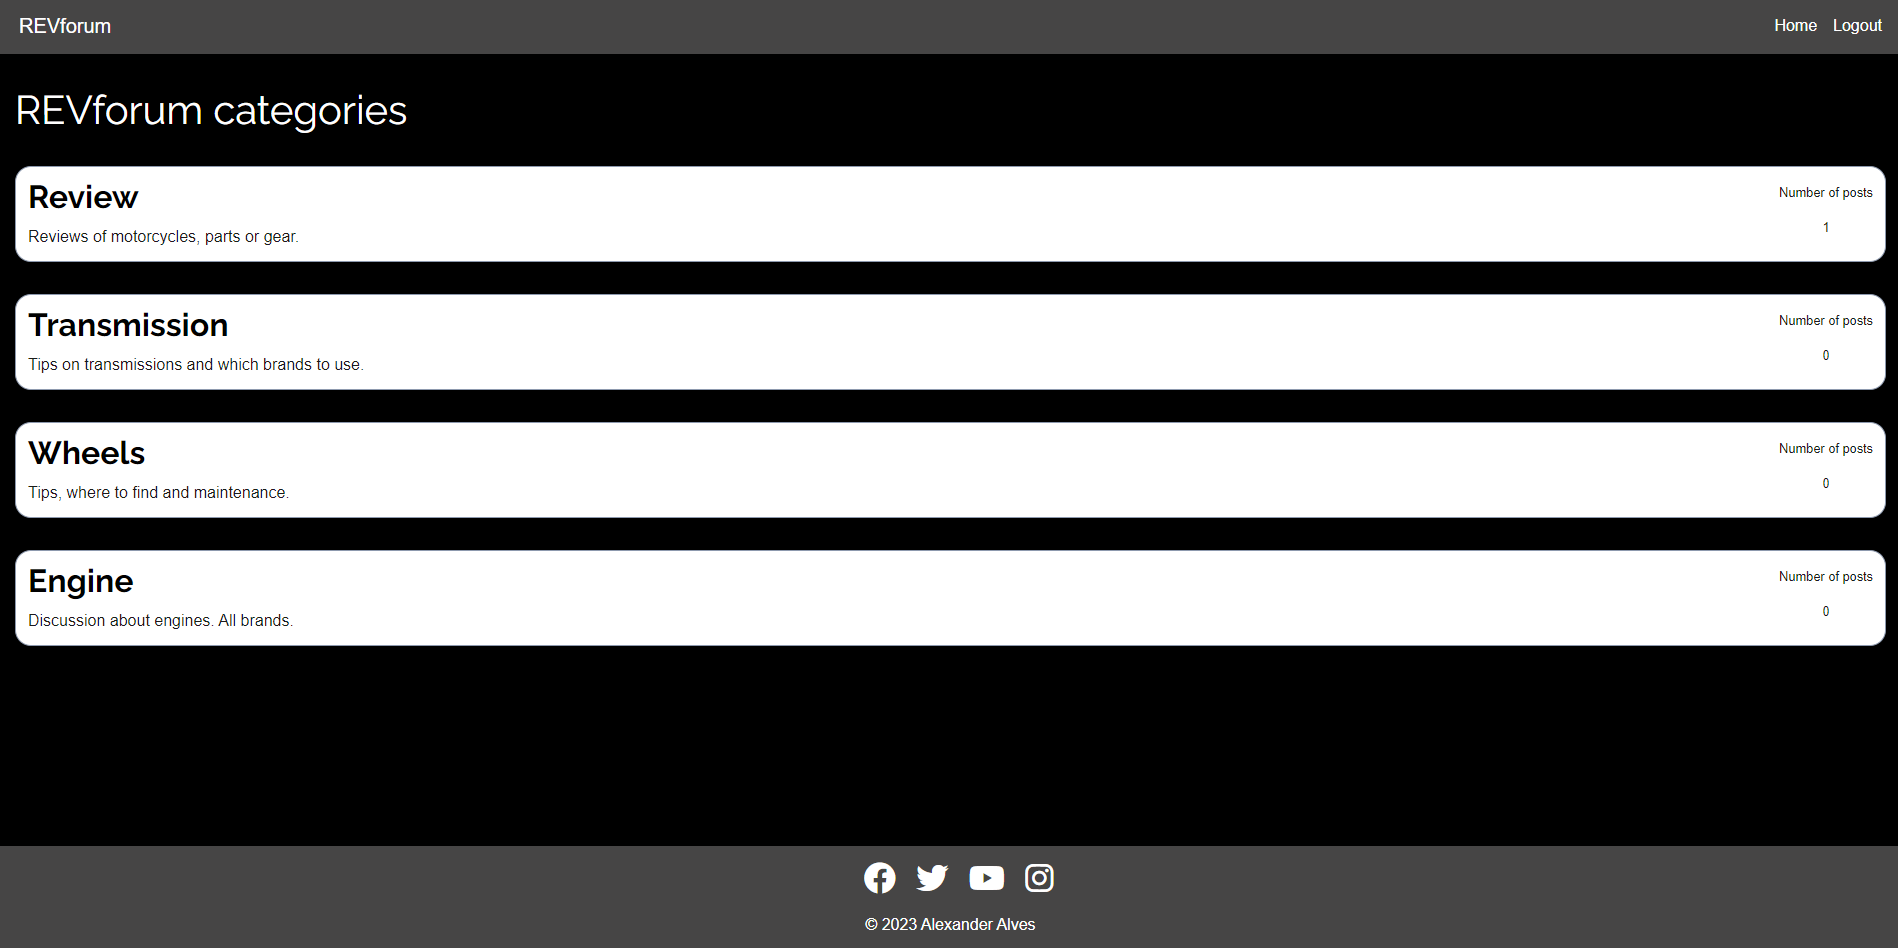 REVforum
Home Logout
REVforum categories
Review
Number of posts
Reviews of motorcycles, parts or gear.
1
Transmission
Number of posts
Tips on transmissions and which brands to use.
0
Wheels
Number of posts
Tips, where to find and maintenance.
0
Engine
Number of posts
Discussion about engines. All brands.
0
© 2023 Alexander Alves